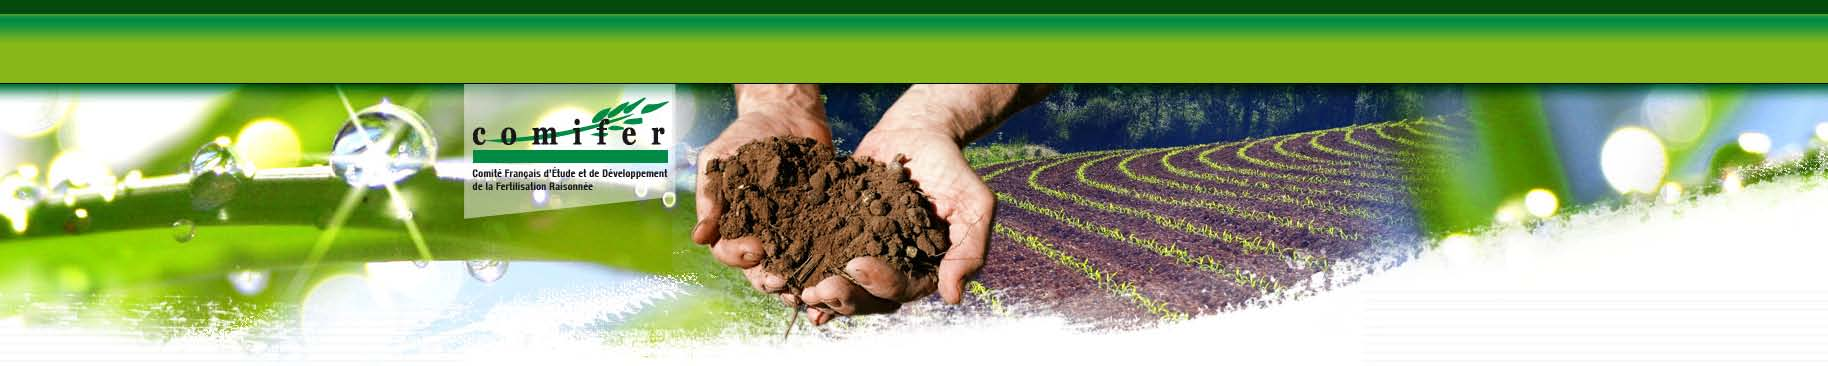 comifer
Comité Français d'Étude et de Développement
de la Fertilisation Raisonnée